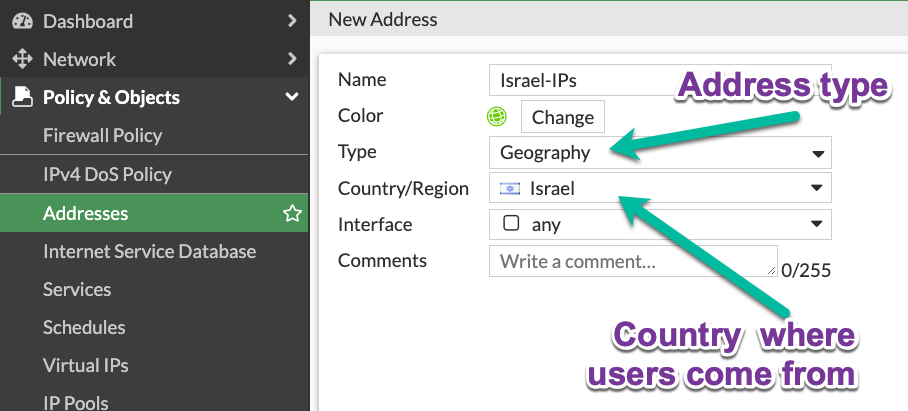 Dashboard
Network
Policy & Objects
Firewall Policy
IPv4 DoS Policy
Addresses
Internet Service Database
Services
Schedules
Virtual IPs
IP Pools
New Address
Name Israel-IPs
Address type
Color Change
Type Geography
Country/Region Israel
Interface any
Comments Write a comment... 0/255
Country where
users come from